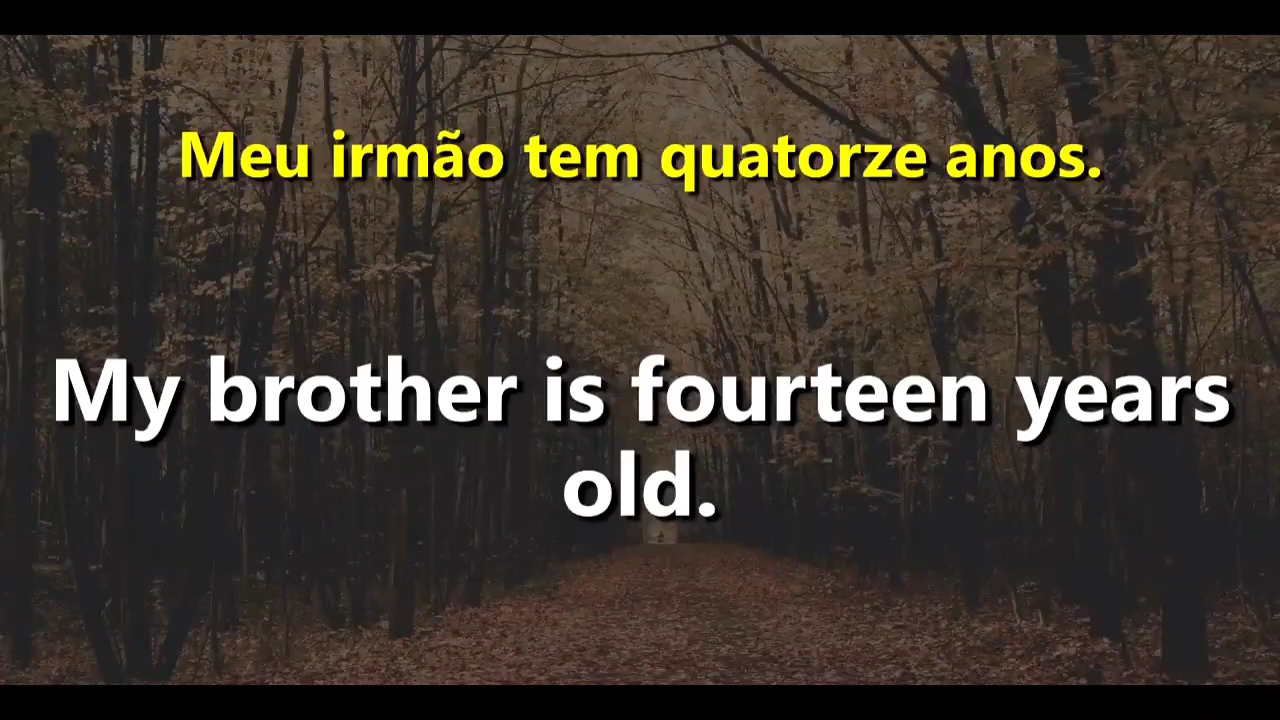 Meu irmão tem quatorze anos.
My brother is fourteen years
old.